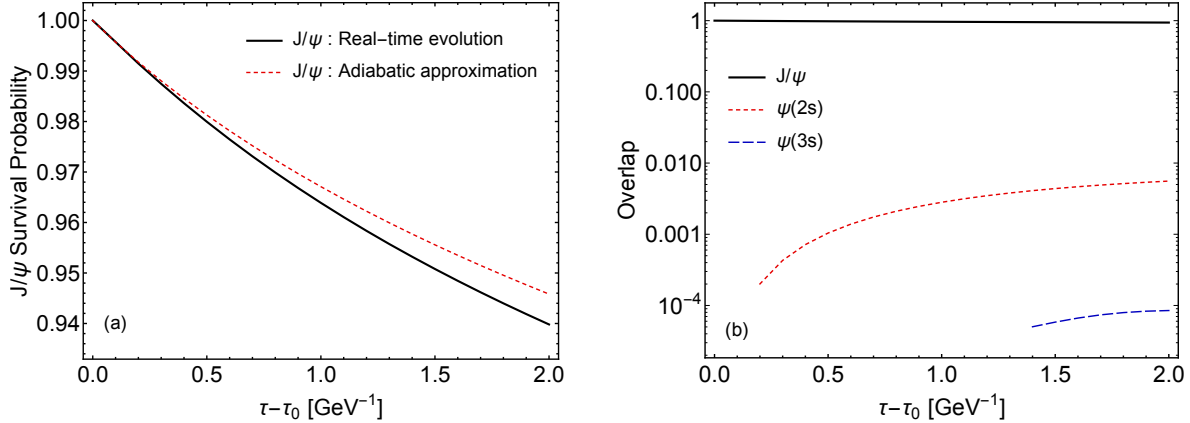 1.00
0.99
0.98
0.97
0.96
0.95
0.94
J/ψ Survival Probability
J/ψ : Real−time evolution
J/ψ : Adiabatic approximation
(a)
0.0 0.5 1.0 1.5 2.0
τ−τ₀ [GeV⁻¹]
1
0.100
0.010
0.001
10⁻⁴
Overlap
J/ψ
ψ(2s)
ψ(3s)
(b)
0.0 0.5 1.0 1.5 2.0
τ−τ₀ [GeV⁻¹]